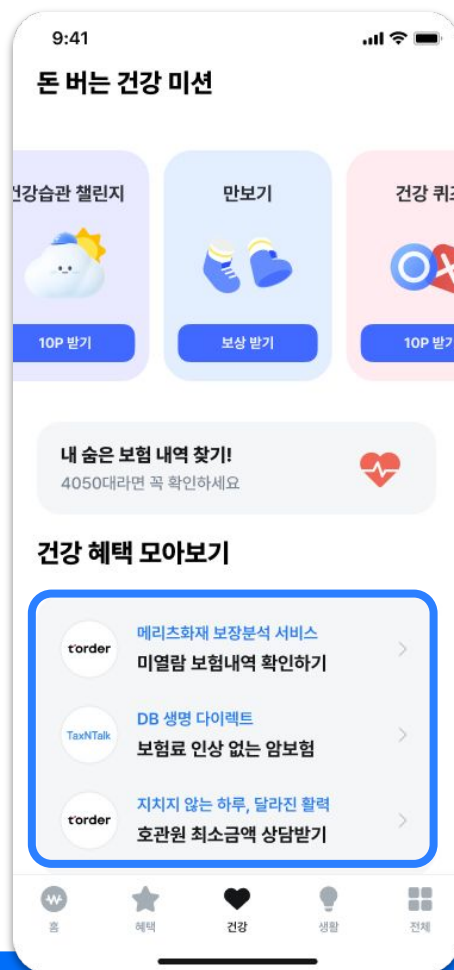 9:41
돈 버는 건강 미션
건강습관 챌린지
만보기
건강 퀴즈
10P 받기
보상 받기
10P 받기
내 숨은 보험 내역 찾기!
4050대라면 꼭 확인하세요
건강 혜택 모아보기
t'order
메리츠화재 보장분석 서비스
미열람 보험내역 확인하기
TaxNTalk
DB 생명 다이렉트
보험료 인상 없는 암보험
t'order
지치지 않는 하루, 달라진 활력
호관원 최소금액 상담받기
홈
혜택
건강
생활
전체